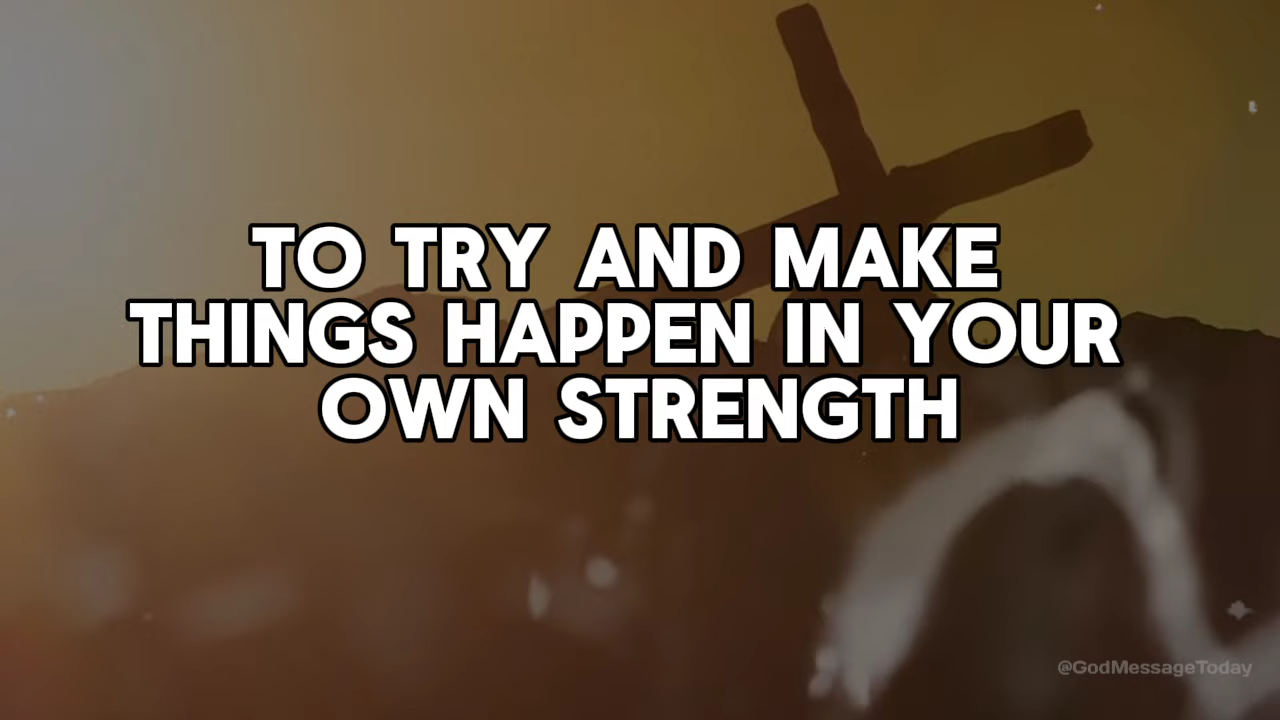 TO TRY AND MAKE
THINGS HAPPEN IN YOUR
OWN STRENGTH
@GodMessageToday